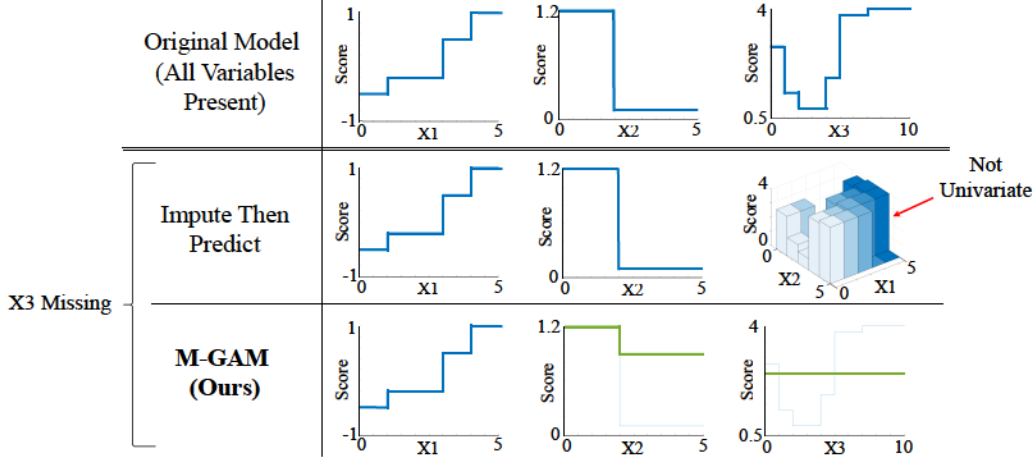 Original Model
(All Variables
Present)
Score
1
-1
0
X1
5
Score
1.2
0
0
X2
5
Score
4
0.5
0
X3
10
X3 Missing
Impute Then
Predict
Score
1
-1
0
X1
5
Score
1.2
0
0
X2
5
Score
4
0
0
X2
5
0
X1
5
Not
Univariate
M-GAM
(Ours)
Score
1
-1
0
X1
5
Score
1.2
0
0
X2
5
Score
4
0.5
0
X3
10